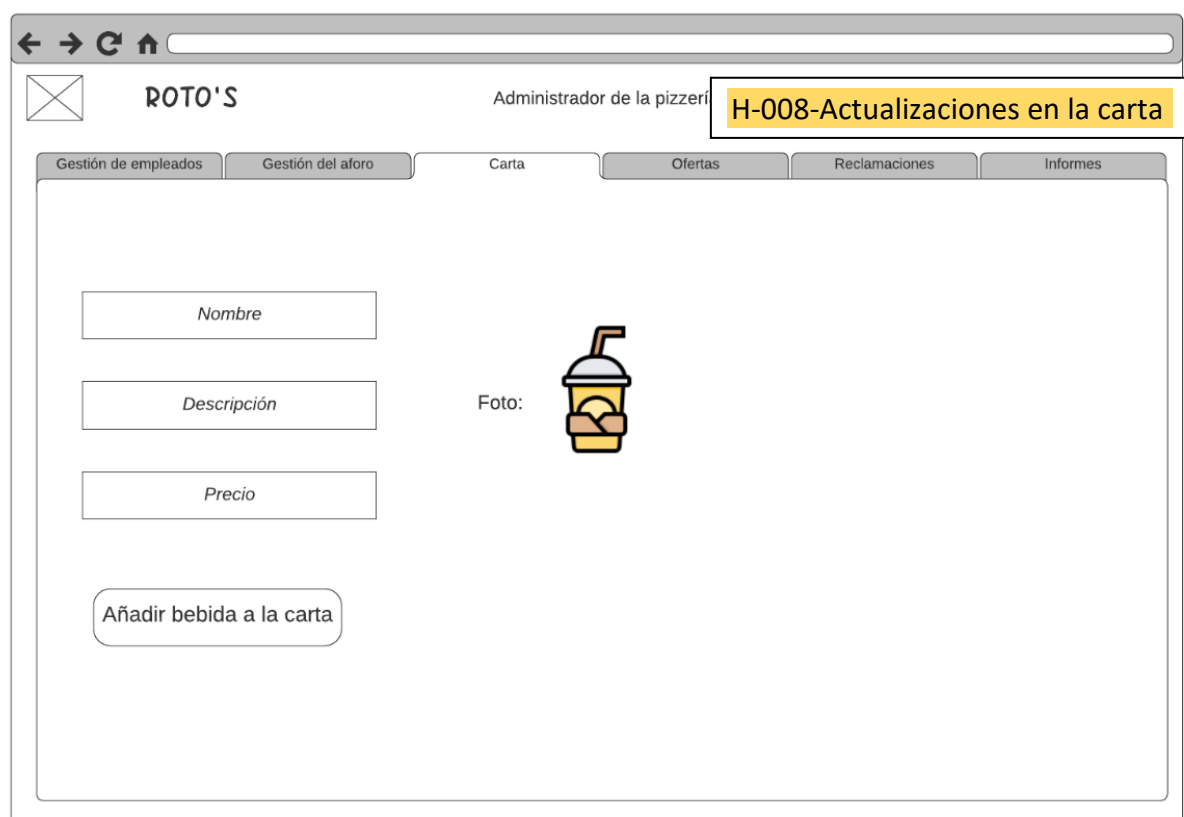 ROTO'S
Administrador de la pizzería
H-008-Actualizaciones en la carta
Gestión de empleados
Gestión del aforo
Carta
Ofertas
Reclamaciones
Informes
Nombre
Descripción
Foto:
Precio
Añadir bebida a la carta